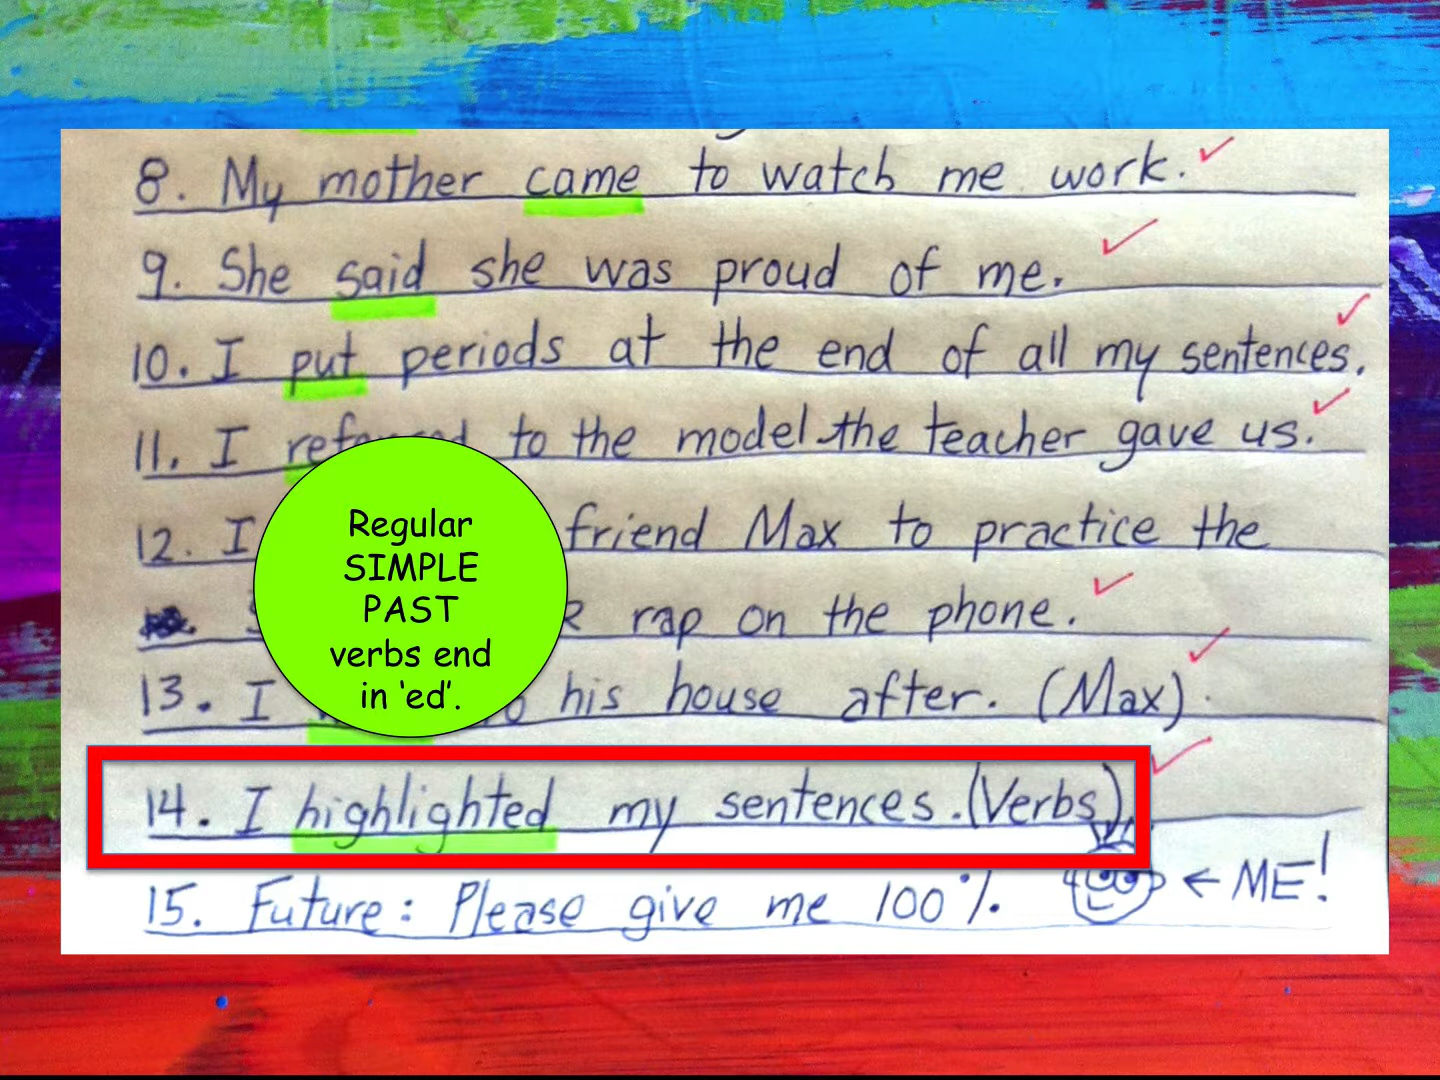 8. My mother came to watch me work.
9. She said she was proud of me.
10. I put periods at the end of all my sentences.
11. I to the model the teacher gave us.
12. I friend Max to practice the
rap on the phone.
13. I his house after. (Max)
Regular
SIMPLE
PAST
verbs end
in ‘ed’.
14. I highlighted my sentences. (Verbs)
15. Future: Please give me 100%. ← ME!